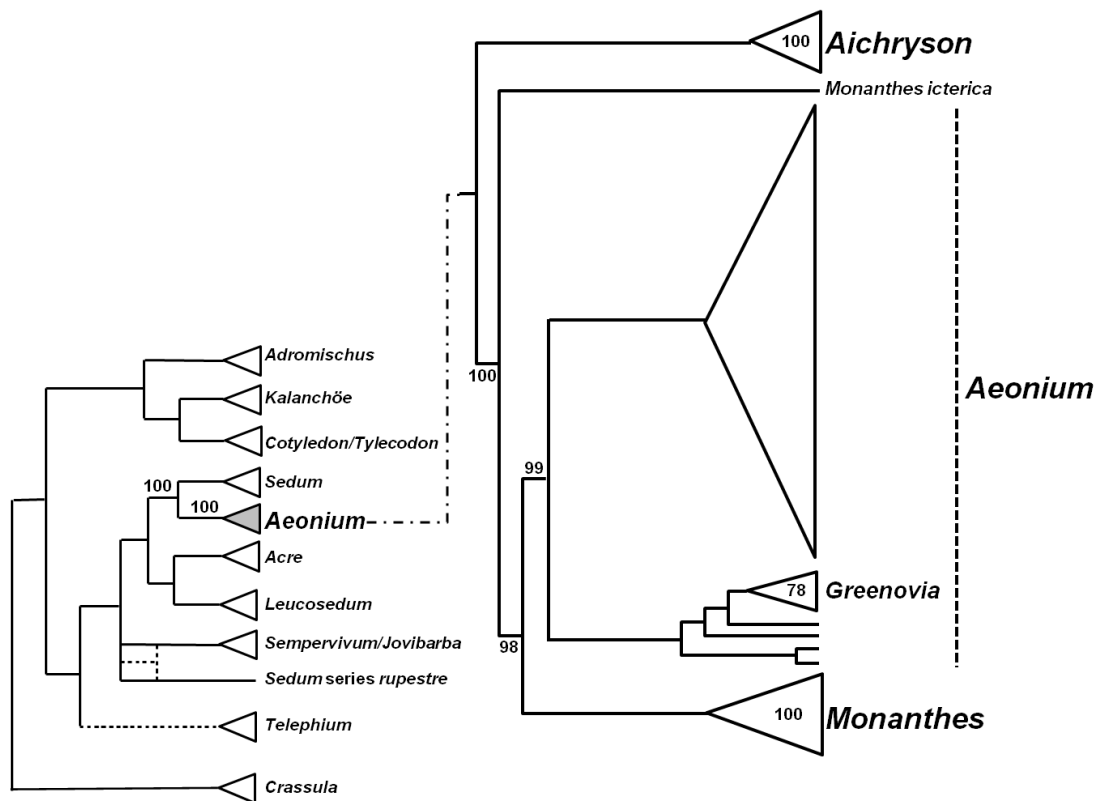 100
Aichryson
Monanthes icterica
Aeonium
100
99
78
Greenovia
98
100
Monanthes
Adromischus
Kalanchöe
Cotyledon/Tylecodon
100
Sedum
100
Aeonium
Acre
Leucosedum
Sempervivum/Jovibarba
Sedum series rupestre
Telephium
Crassula